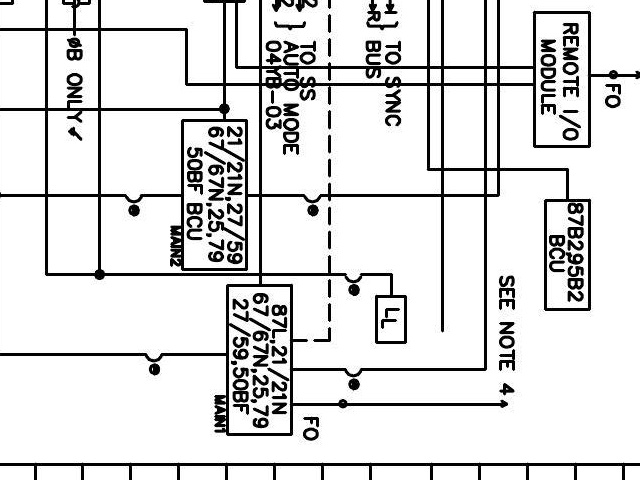 REMOTE I/O
MODULE
FO
TO SYNC
BUS
TO SS
AUTO MODE
04YB-03
ØB ONLY ✓
21/21N,27/59
67/67N,25,79
50BF BCU
MAIN2
87B295B2
BCU
SEE NOTE 4
LL
87L,21/21N
67/67N,25,79
27/59,50BF
MAIN1
FO